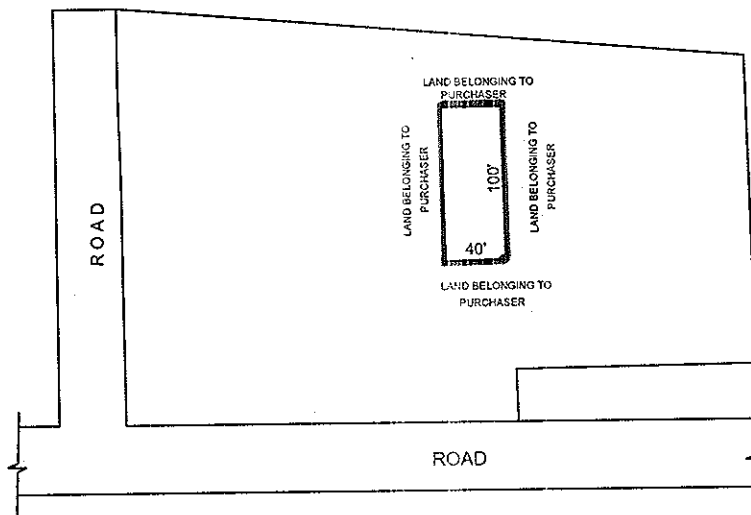 LAND BELONGING TO
PURCHASER
LAND BELONGING TO
PURCHASER
100'
LAND BELONGING TO
PURCHASER
ROAD
40'
LAND BELONGING TO
PURCHASER
ROAD